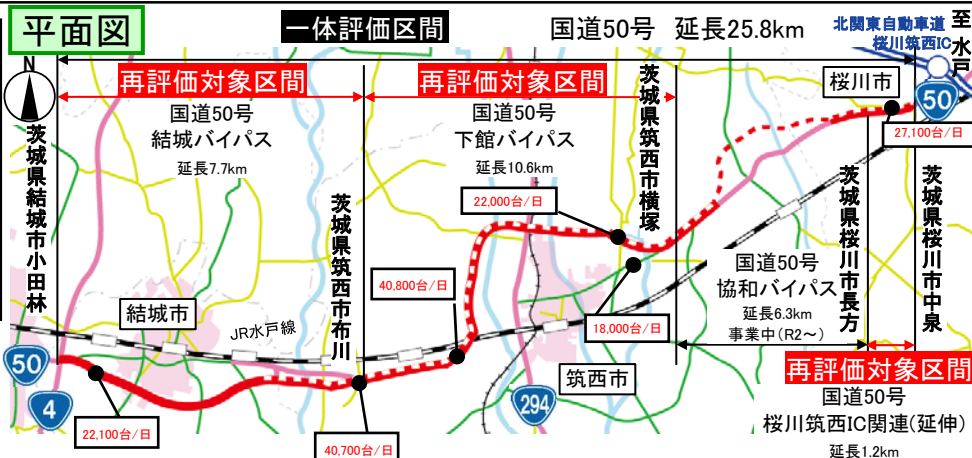 平面図
一体評価区間
国道50号 延長25.8km
北関東自動車道
桜川筑西IC
至 水戸
N
再評価対象区間
国道50号
結城バイパス
延長7.7km
再評価対象区間
国道50号
下館バイパス
延長10.6km
茨城県筑西市横塚
桜川市
50
27,100台/日
茨城県結城市小田林
茨城県筑西市布川
22,000台/日
茨城県桜川市長方
茨城県桜川市中泉
40,800台/日
国道50号
協和バイパス
延長6.3km
事業中(R2~)
結城市
JR水戸線
18,000台/日
50
4
筑西市
294
再評価対象区間
国道50号
桜川筑西IC関連(延伸)
延長1.2km
22,100台/日
40,700台/日